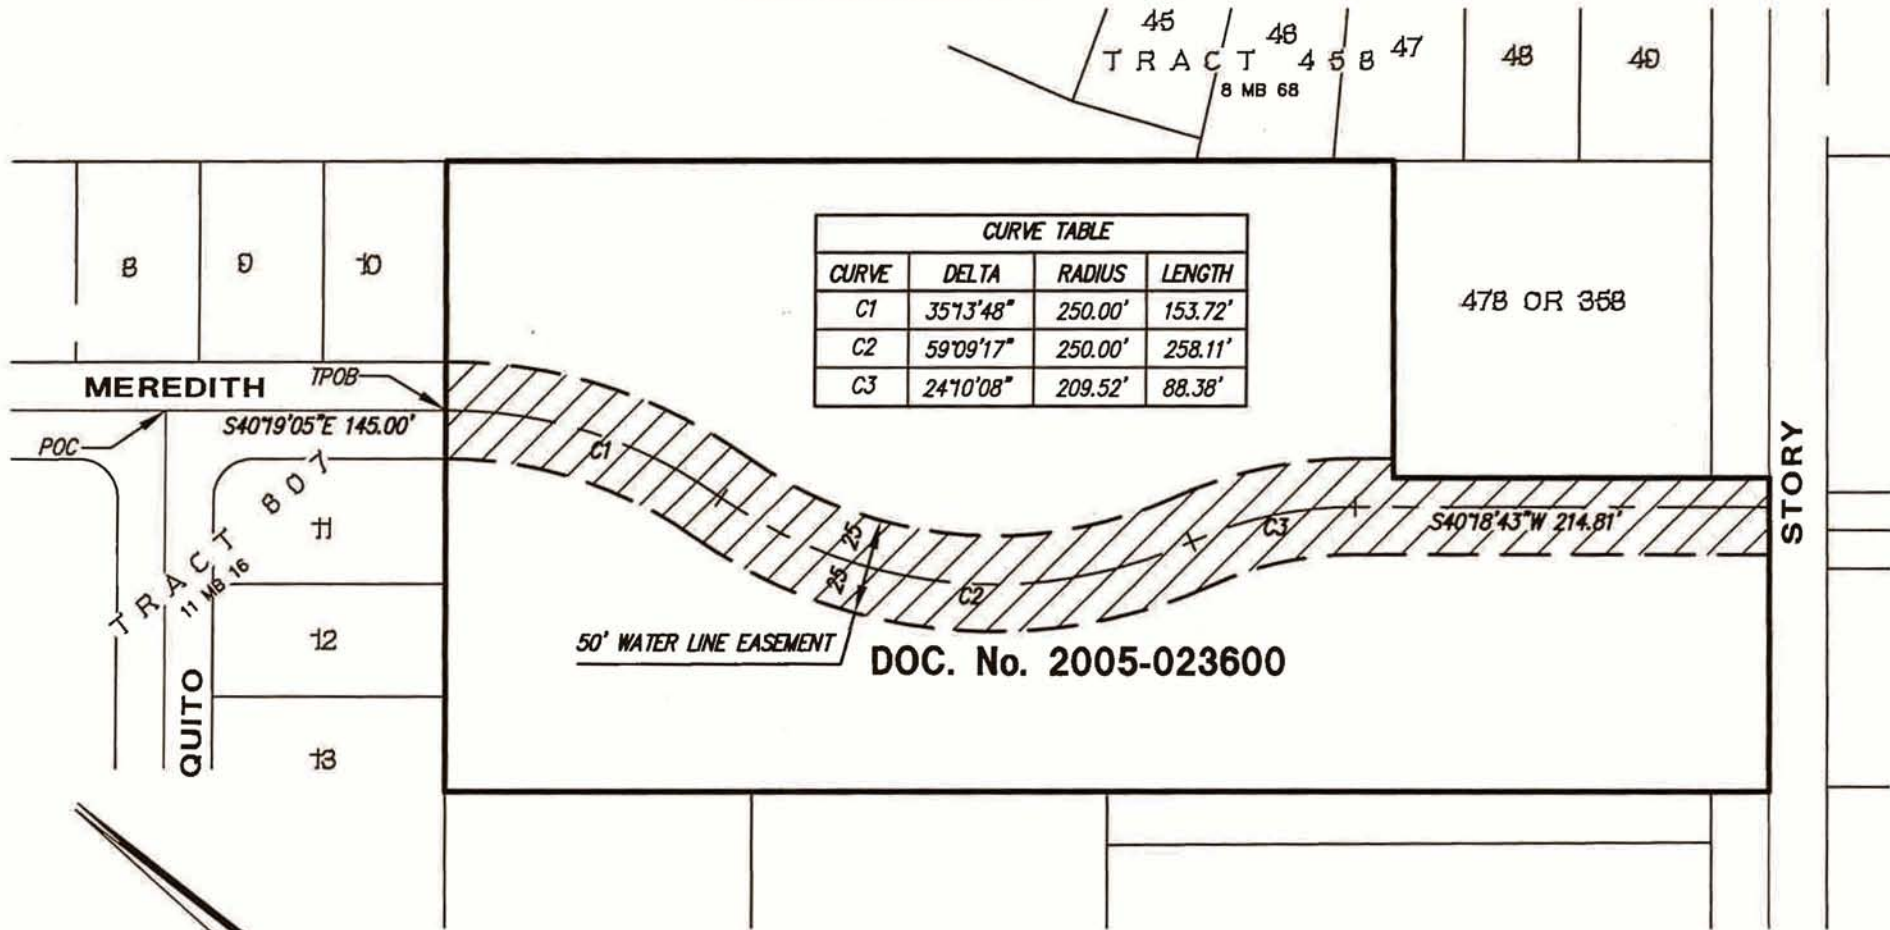 45
46
47
48
49
TRACT 458
8 MB 68
8
9
10
CURVE TABLE
CURVE DELTA RADIUS LENGTH
C1 35°13'48" 250.00' 153.72'
C2 59°09'17" 250.00' 258.11'
C3 24°10'08" 209.52' 88.38'
478 OR 358
MEREDITH
TPOB
S40°19'05"E 145.00'
POC
C1
STORY
TRACT 807
11 MB 16
11
25
25
C3
S40°18'43"W 214.81'
C2
12
50' WATER LINE EASEMENT
DOC. No. 2005-023600
QUITO
13